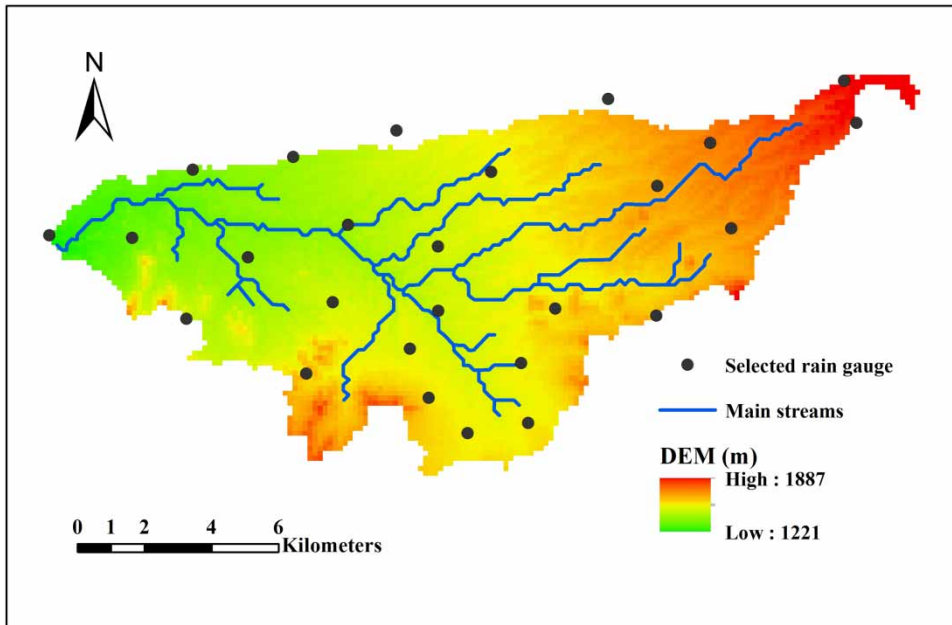 N
Selected rain gauge
Main streams
DEM (m)
High : 1887
Low : 1221
0 1 2 4 6
Kilometers